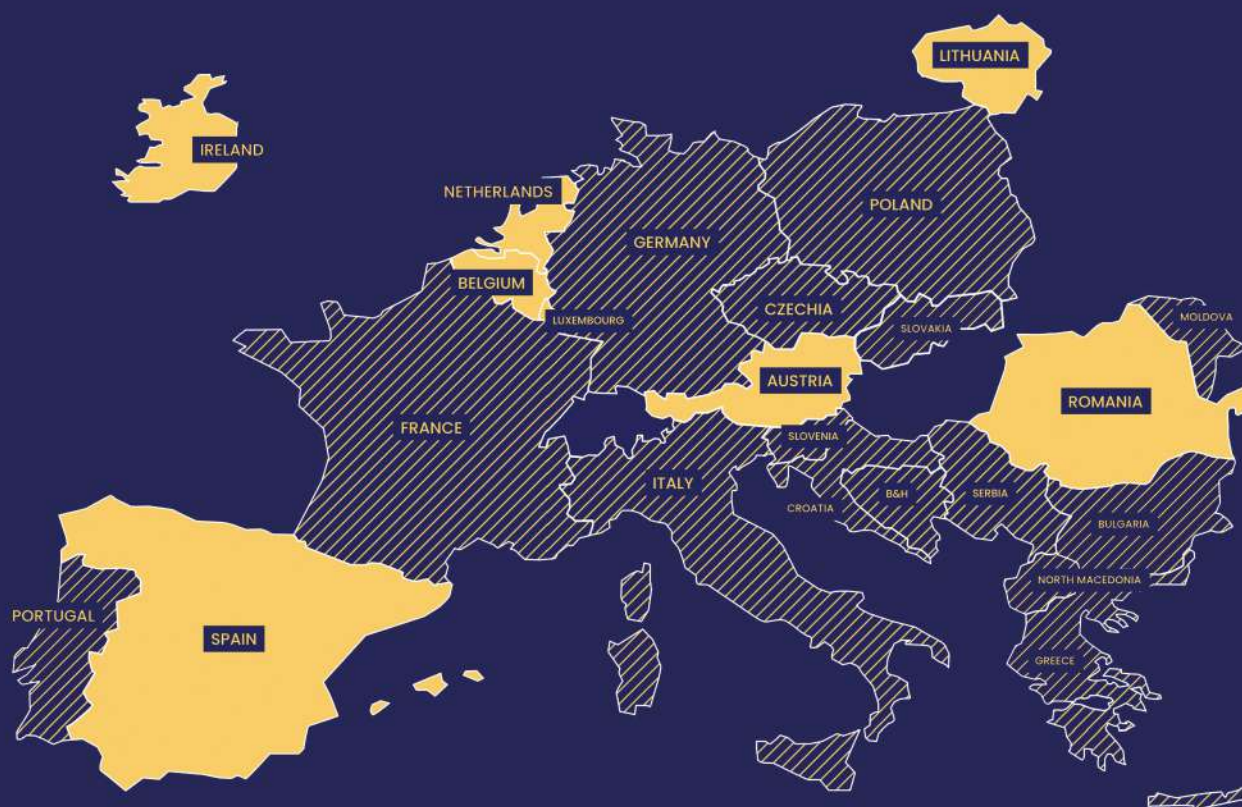 LITHUANIA
IRELAND
NETHERLANDS
POLAND
GERMANY
BELGIUM
CZECHIA
LUXEMBOURG
SLOVAKIA
MOLDOVA
AUSTRIA
ROMANIA
FRANCE
SLOVENIA
ITALY
B&H
SERBIA
CROATIA
BULGARIA
NORTH MACEDONIA
PORTUGAL
SPAIN
GREECE